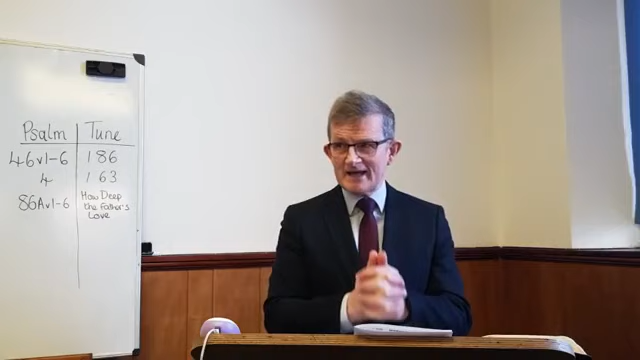 Psalm Tune
46v1-6 186
4 163
86Av1-6 How Deep
the Father's
Love